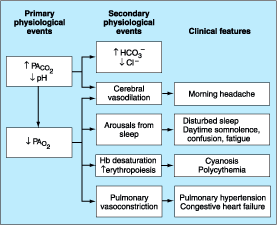 Primary
physiological
events
Secondary
physiological
events
Clinical features
↑ PACO2
↓ pH
↑ HCO3−
↓ Cl−
Cerebral
vasodilation
Morning headache
↓ PAO2
Arousals from
sleep
Disturbed sleep
Daytime somnolence,
confusion, fatigue
Hb desaturation
↑erythropoiesis
Cyanosis
Polycythemia
Pulmonary
vasoconstriction
Pulmonary hypertension
Congestive heart failure